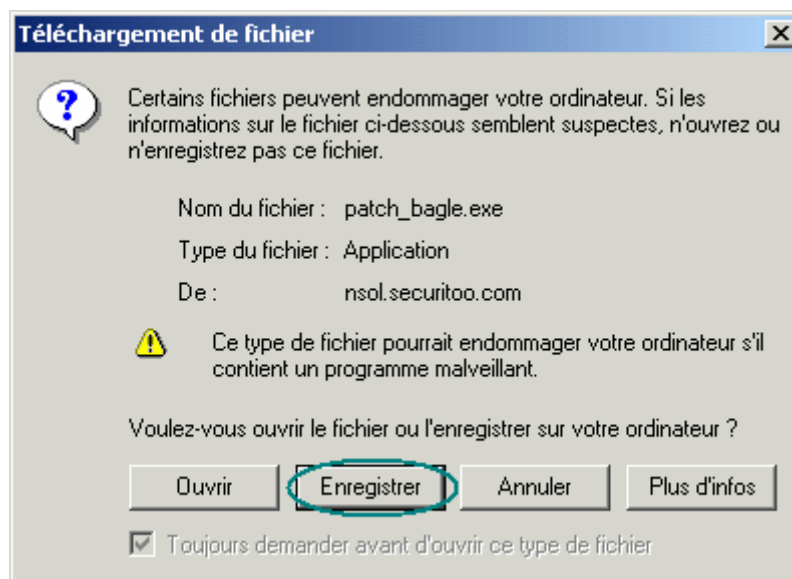 Téléchargement de fichier
Certains fichiers peuvent endommager votre ordinateur. Si les
informations sur le fichier ci-dessous semblent suspectes, n'ouvrez ou
n'enregistrez pas ce fichier.
Nom du fichier : patch_bagle.exe
Type du fichier : Application
De : nsol.securitoo.com
Ce type de fichier pourrait endommager votre ordinateur s'il
contient un programme malveillant.
Voulez-vous ouvrir le fichier ou l'enregistrer sur votre ordinateur ?
Ouvrir Enregistrer Annuler Plus d'infos
Toujours demander avant d'ouvrir ce type de fichier